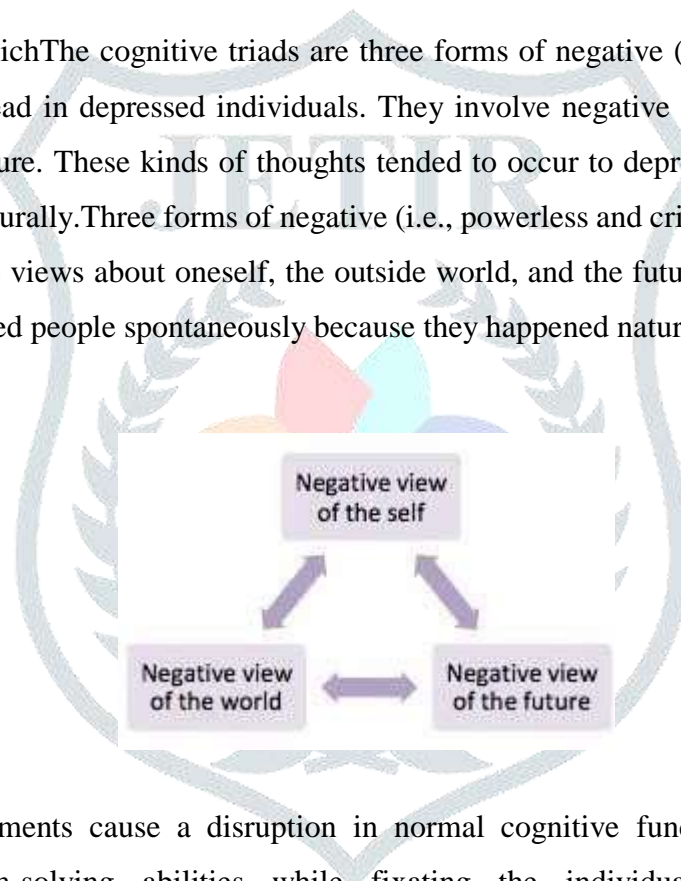 ichThe cognitive triads are three forms of negative (
ead in depressed individuals. They involve negative
ure. These kinds of thoughts tended to occur to depr
urally.Three forms of negative (i.e., powerless and cri
views about oneself, the outside world, and the futu
ed people spontaneously because they happened natur
JETIR
Negative view
of the self
Negative view
of the world
Negative view
of the future
ments cause a disruption in normal cognitive func
solving abilities while fixating the individua